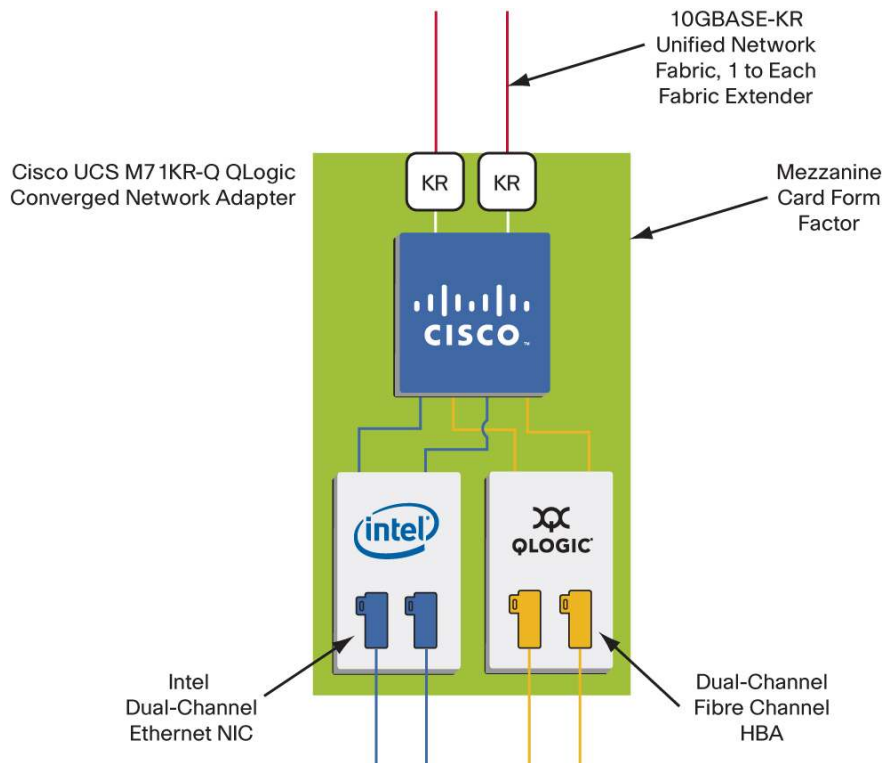 10GBASE-KR
Unified Network
Fabric, 1 to Each
Fabric Extender
Cisco UCS M71KR-Q QLogic
Converged Network Adapter
KR
KR
Mezzanine
Card Form
Factor
CISCO™
intel®
QLOGIC®
Intel
Dual-Channel
Ethernet NIC
Dual-Channel
Fibre Channel
HBA